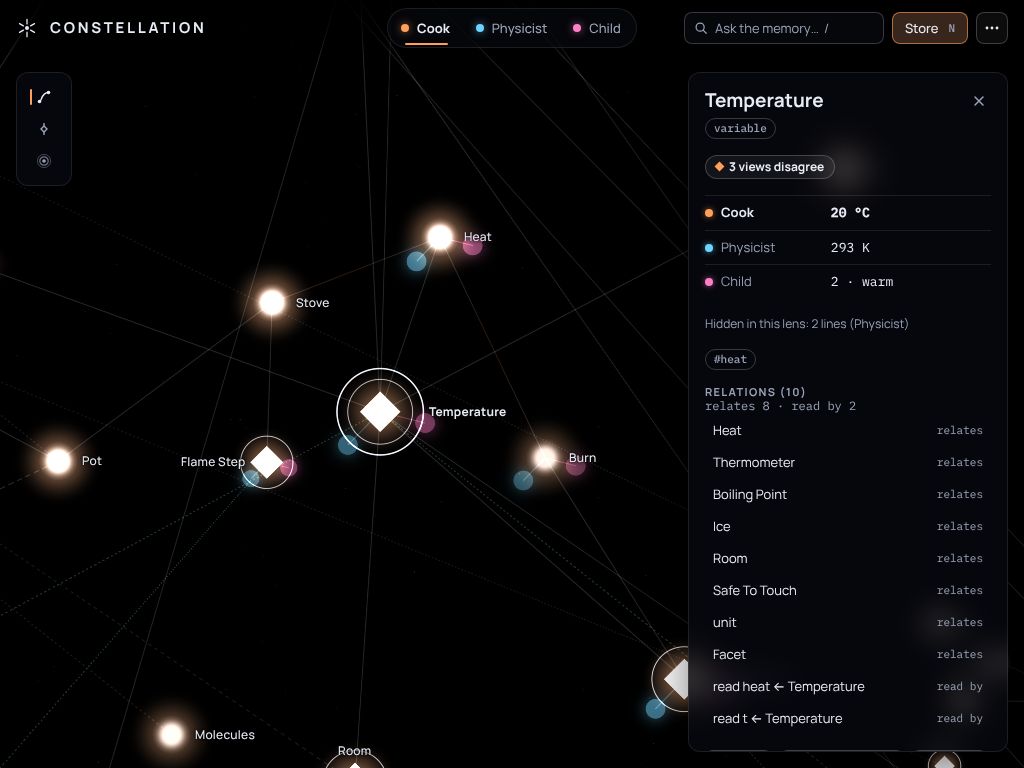 CONSTELLATION
Cook
Physicist
Child
Ask the memory… /
Store N
Temperature
variable
3 views disagree
Cook 20 °C
Physicist 293 K
Child 2 · warm
Hidden in this lens: 2 lines (Physicist)
#heat
RELATIONS (10)
relates 8 · read by 2
Heat relates
Thermometer relates
Boiling Point relates
Ice relates
Room relates
Safe To Touch relates
unit relates
Facet relates
read heat ← Temperature read by
read t ← Temperature read by
Heat
Stove
Temperature
Burn
Pot
Flame Step
Molecules
Room